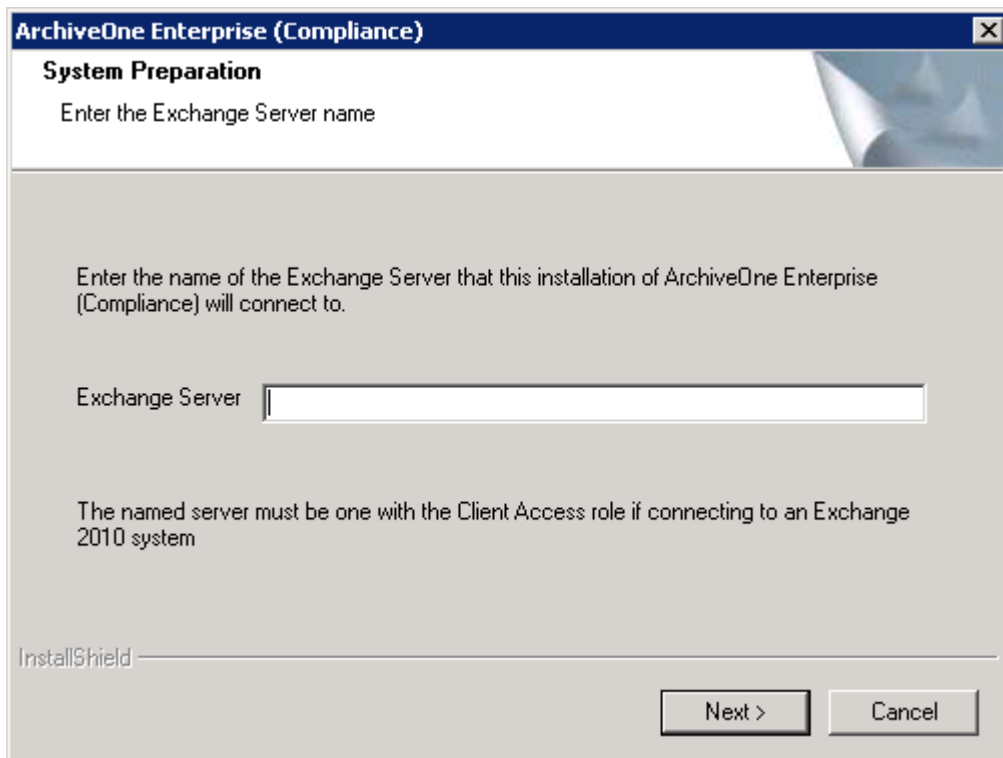 ArchiveOne Enterprise (Compliance)
System Preparation
Enter the Exchange Server name
Enter the name of the Exchange Server that this installation of ArchiveOne Enterprise
(Compliance) will connect to.
Exchange Server
The named server must be one with the Client Access role if connecting to an Exchange
2010 system
InstallShield
Next >
Cancel